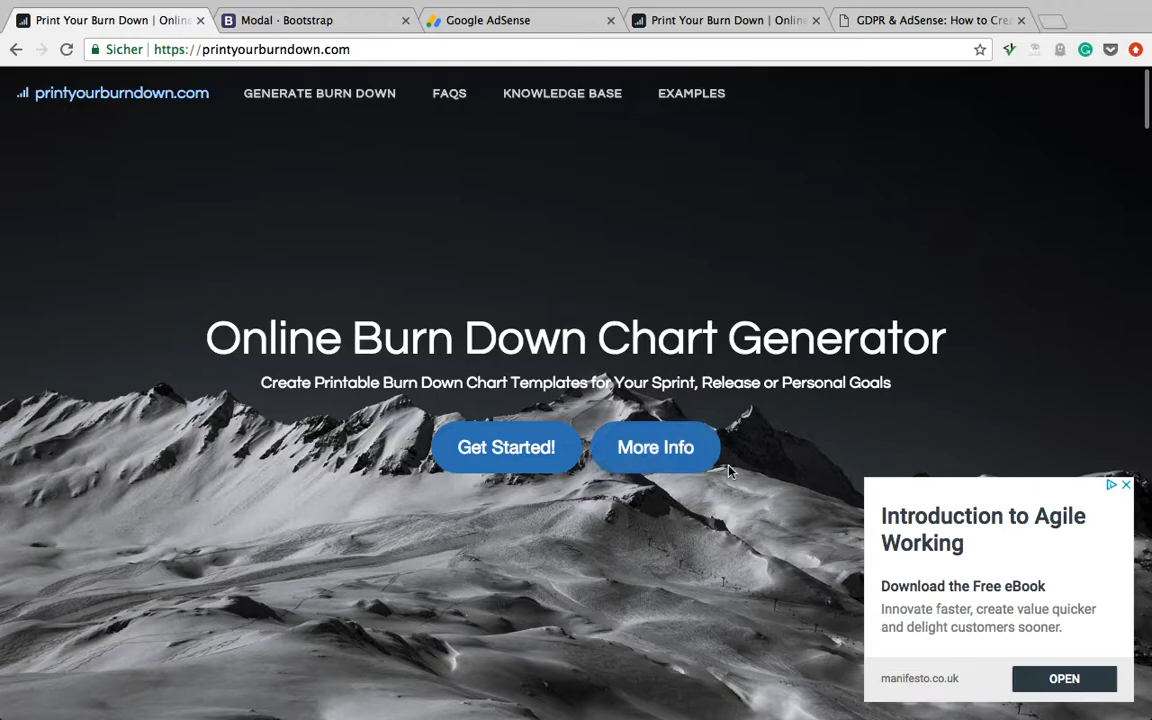 Print Your Burn Down | Online
Modal · Bootstrap
Google AdSense
Print Your Burn Down | Online
GDPR & AdSense: How to Crea
Sicher
https://printyourburndown.com
printyourburndown.com
GENERATE BURN DOWN
FAQS
KNOWLEDGE BASE
EXAMPLES
Online Burn Down Chart Generator
Create Printable Burn Down Chart Templates for Your Sprint, Release or Personal Goals
Get Started!
More Info
Introduction to Agile
Working
Download the Free eBook
Innovate faster, create value quicker
and delight customers sooner.
manifesto.co.uk
OPEN